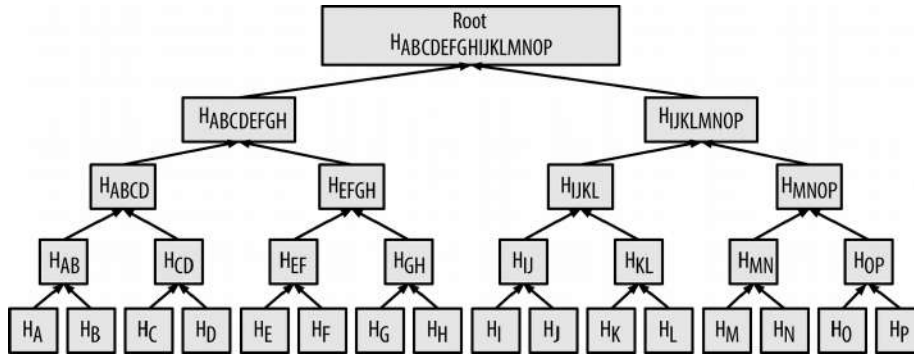 Root
HABCDEFGHIJKLMNOP
HABCDEFGH HIJKLMNOP
HABCD HEFGH HIJKL HMNOP
HAB HCD HEF HGH HIJ HKL HMN HOP
HA HB HC HD HE HF HG HH HI HJ HK HL HM HN HO HP